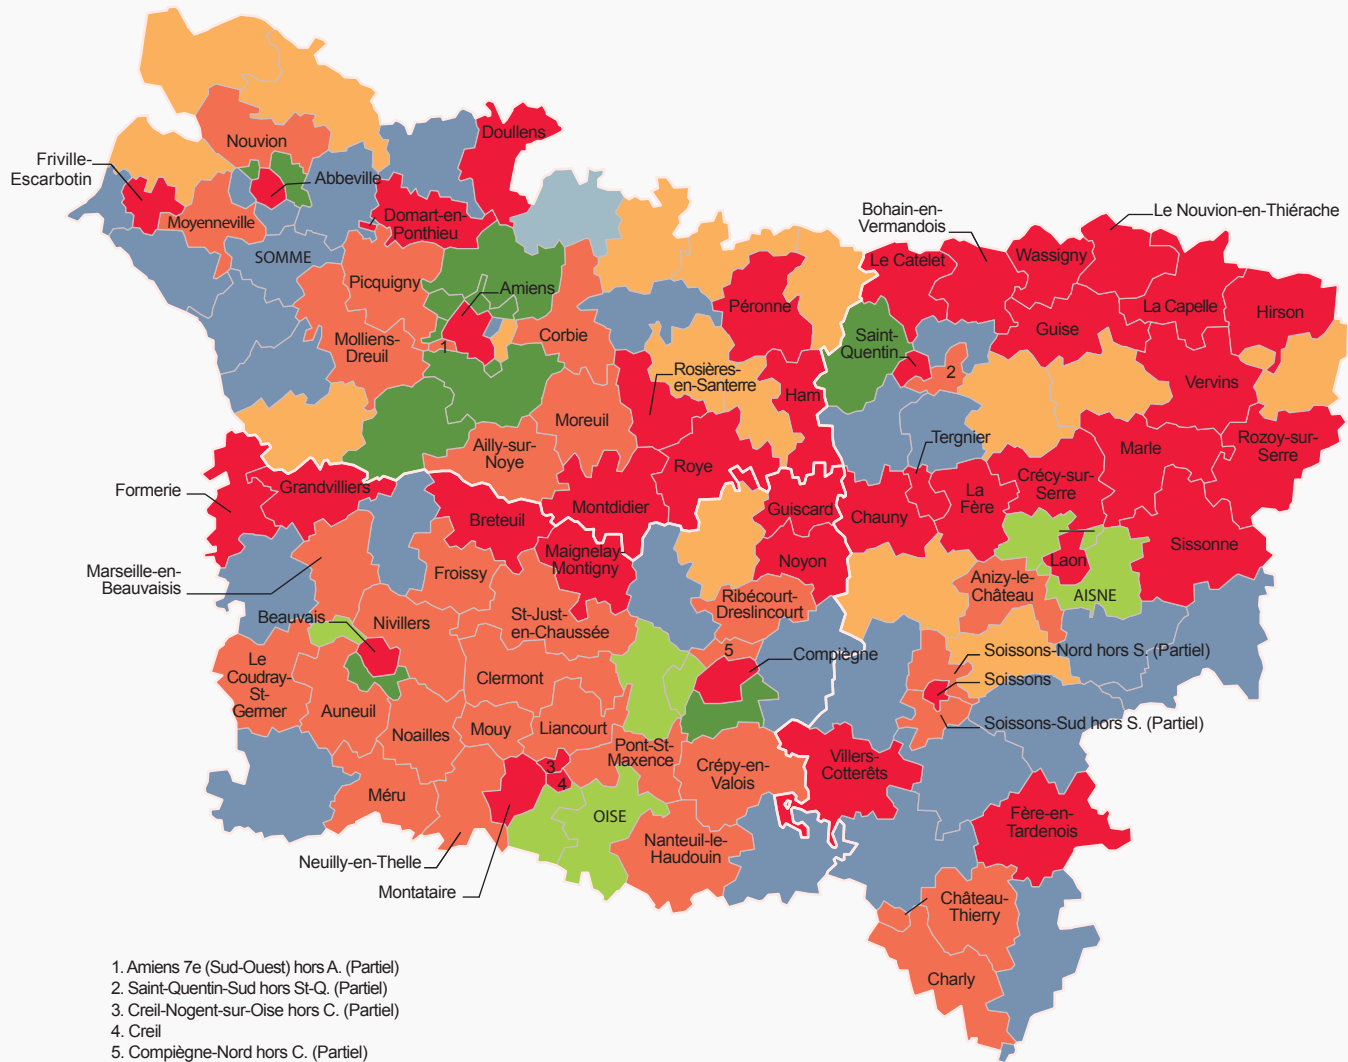 Doullens
Nouvion
Friville-
Escarbotin
Abbeville
Moyenneville
Domart-en-
Ponthieu
Bohain-en-
Vermandois
Le Nouvion-en-Thiérache
SOMME
Le Catelet
Wassigny
Picquigny
Amiens
Péronne
La Capelle
Hirson
Guise
Molliens-
Dreuil
1
Corbie
Saint-
Quentin
2
Rosières-
en-Santerre
Ham
Vervins
Moreuil
Ailly-sur-
Noye
Tergnier
Marle
Rozoy-sur-
Serre
Roye
Formerie
Grandvilliers
Crécy-sur-
Serre
La
Fère
Breteuil
Montdidier
Guiscard
Chauny
Sissonne
Maignelay-
Montigny
Noyon
Laon
Marseille-en-
Beauvaisis
Froissy
Anizy-le-
Château
AISNE
Ribécourt-
Dreslincourt
St-Just-
en-Chaussée
Beauvais
Nivillers
5
Compiègne
Soissons-Nord hors S. (Partiel)
Le
Coudray-
St-
Germer
Clermont
Soissons
Auneuil
Noailles
Mouy
Liancourt
Soissons-Sud hors S. (Partiel)
Pont-St-
Maxence
3
4
Crépy-en-
Valois
Villers-
Cotterêts
Méru
OISE
Fère-en-
Tardenois
Nanteuil-le-
Haudouin
Neuilly-en-Thelle
Montataire
Château-
Thierry
Charly
1. Amiens 7e (Sud-Ouest) hors A. (Partiel)
2. Saint-Quentin-Sud hors St-Q. (Partiel)
3. Creil-Nogent-sur-Oise hors C. (Partiel)
4. Creil
5. Compiègne-Nord hors C. (Partiel)